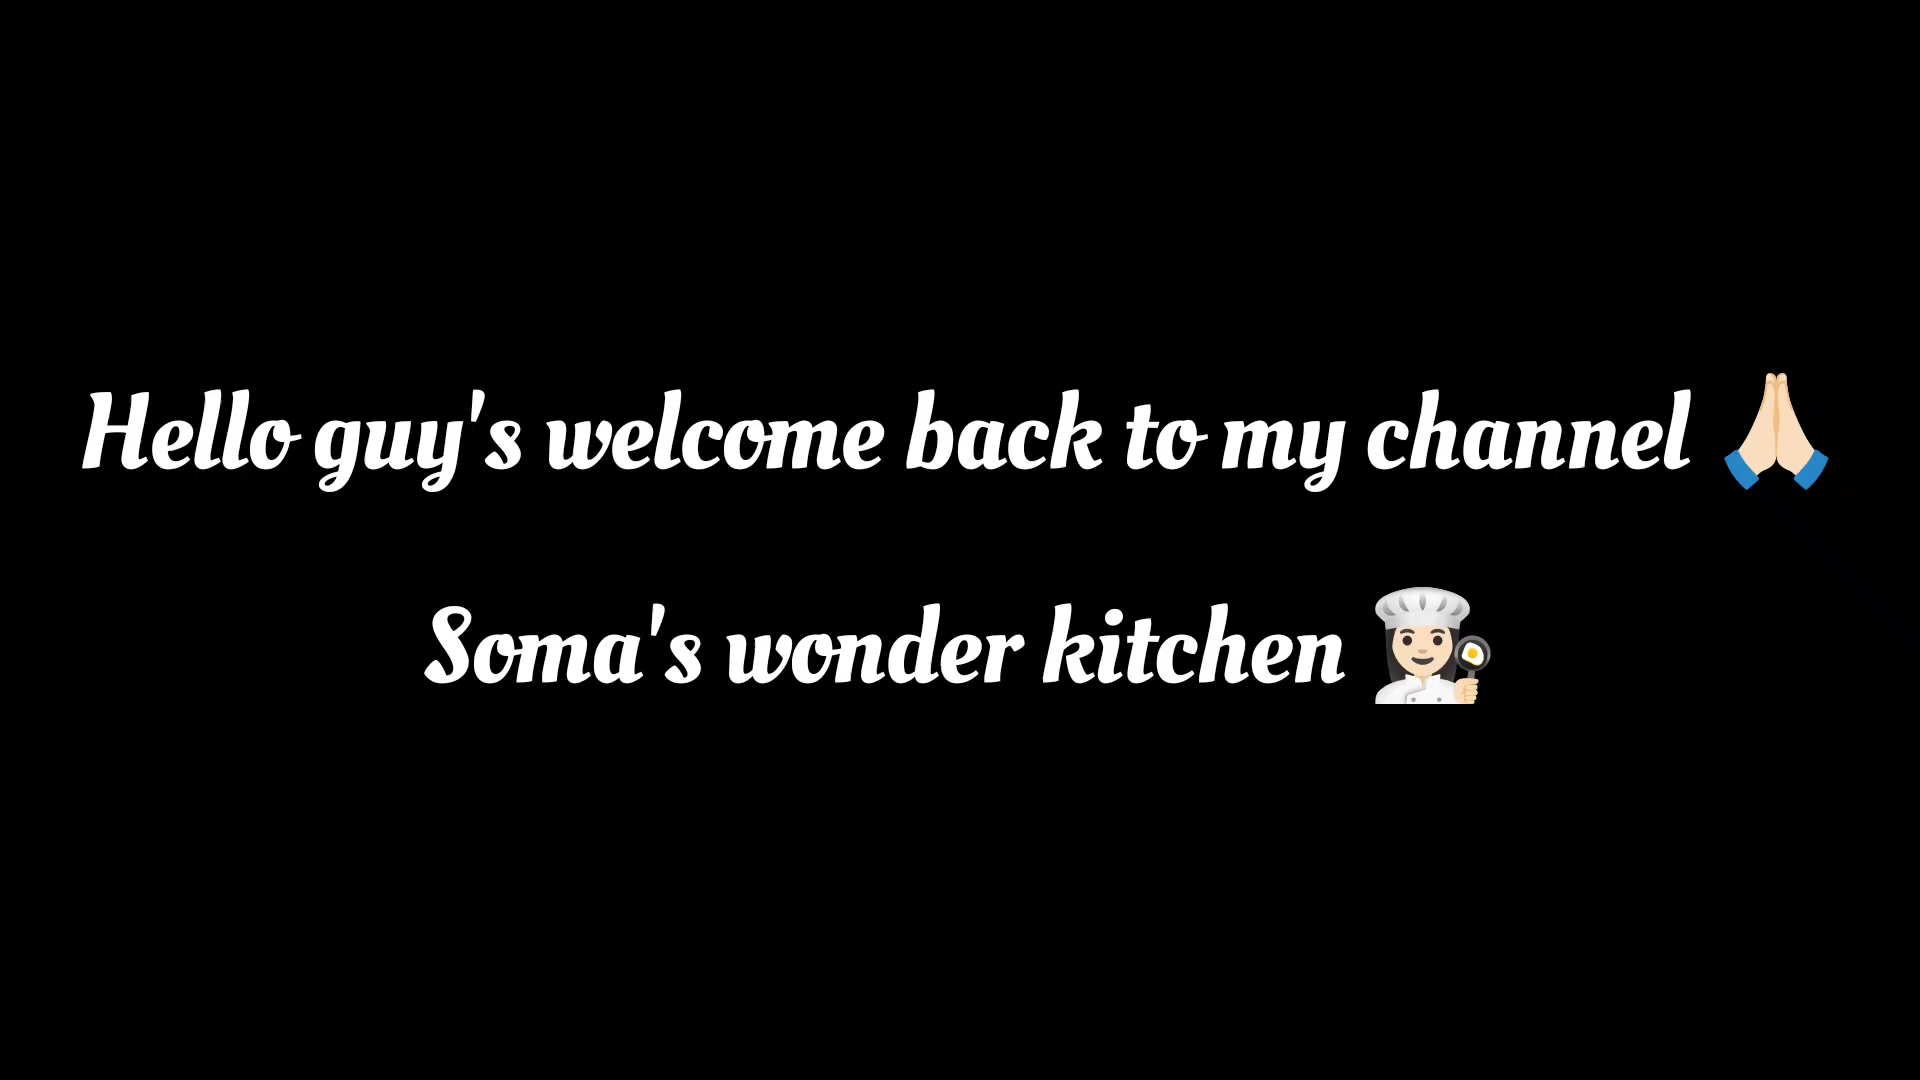 Hello guy's welcome back to my channel 🙏🏻
Soma's wonder kitchen 👩🏻‍🍳